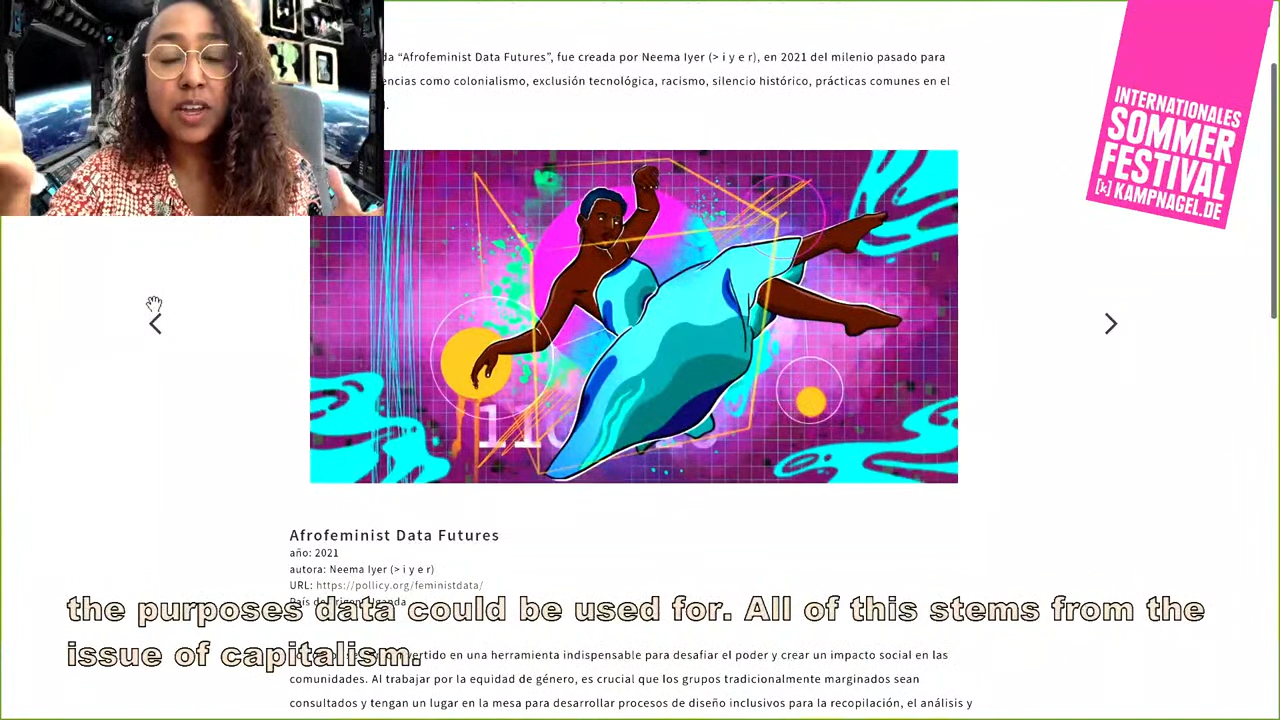 da “Afrofeminist Data Futures”, fue creada por Neema Iyer (> i y e r), en 2021 del milenio pasado para
encias como colonialismo, exclusión tecnológica, racismo, silencio histórico, prácticas comunes en el
l.
INTERNATIONALES
SOMMER
FESTIVAL
[k] KAMPNAGEL.DE
Afrofeminist Data Futures
año: 2021
autora: Neema Iyer (> i y e r)
URL: https://pollicy.org/feministdata/
the purposes data could be used for. All of this stems from the
issue of capitalism.
ertido en una herramienta indispensable para desafiar el poder y crear un impacto social en las
comunidades. Al trabajar por la equidad de género, es crucial que los grupos tradicionalmente marginados sean
consultados y tengan un lugar en la mesa para desarrollar procesos de diseño inclusivos para la recopilación, el análisis y